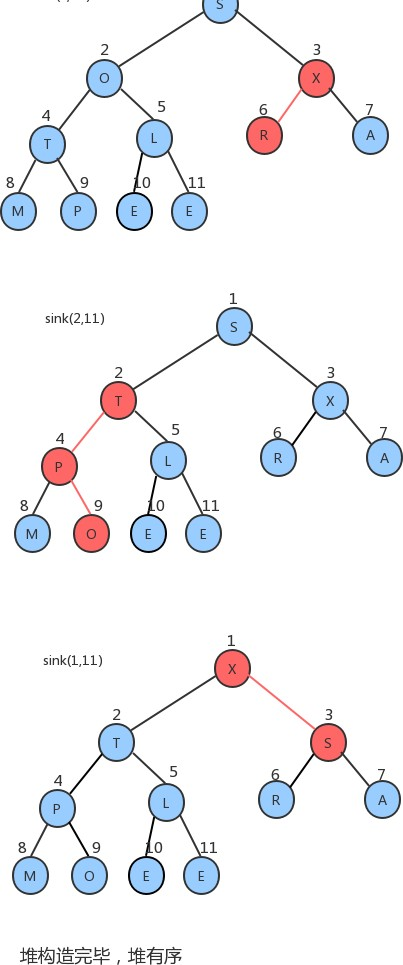 S
2 3
O X
4 5 6 7
T L R A
8 9 10 11
M P E E
sink(2,11)
1
S
2 3
T X
4 5 6 7
P L R A
8 9 10 11
M O E E
sink(1,11)
1
X
2 3
T S
4 5 6 7
P L R A
8 9 10 11
M O E E
堆构造完毕，堆有序